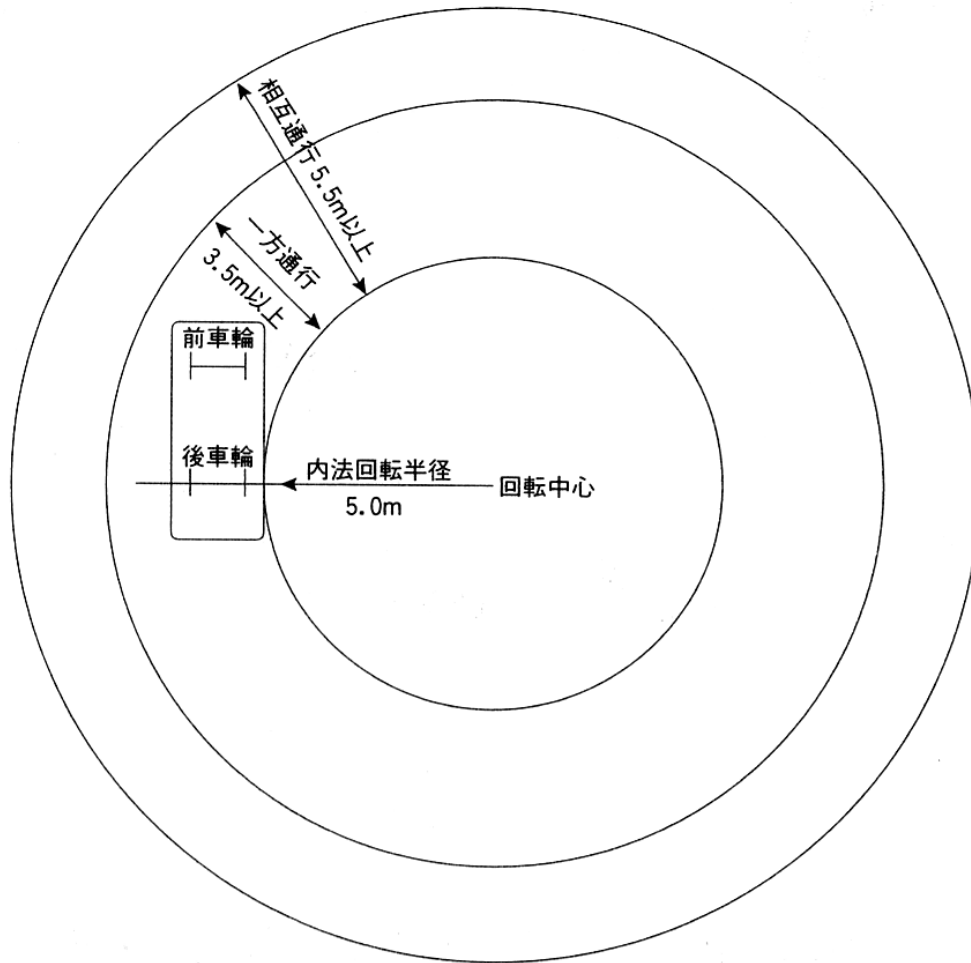 相互通行 5.5m以上
一方通行
3.5m以上
前車輪
後車輪
内法回転半径
5.0m
回転中心